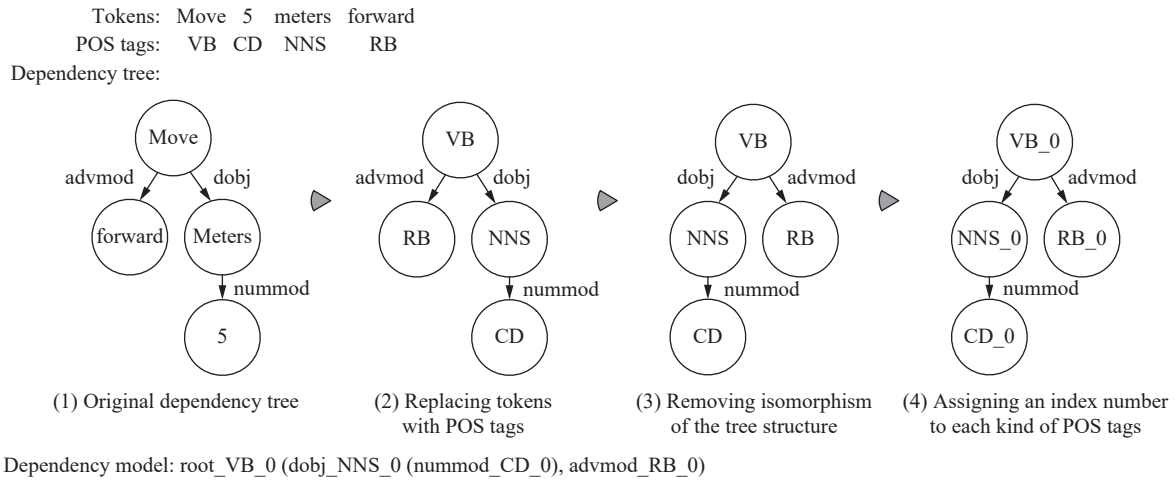 Tokens: Move 5 meters forward
POS tags: VB CD NNS RB
Dependency tree:
Move
advmod dobj
forward Meters
nummod
5
(1) Original dependency tree
VB
advmod dobj
RB NNS
nummod
CD
(2) Replacing tokens
with POS tags
VB
dobj advmod
NNS RB
nummod
CD
(3) Removing isomorphism
of the tree structure
VB_0
dobj advmod
NNS_0 RB_0
nummod
CD_0
(4) Assigning an index number
to each kind of POS tags
Dependency model: root_VB_0 (dobj_NNS_0 (nummod_CD_0), advmod_RB_0)